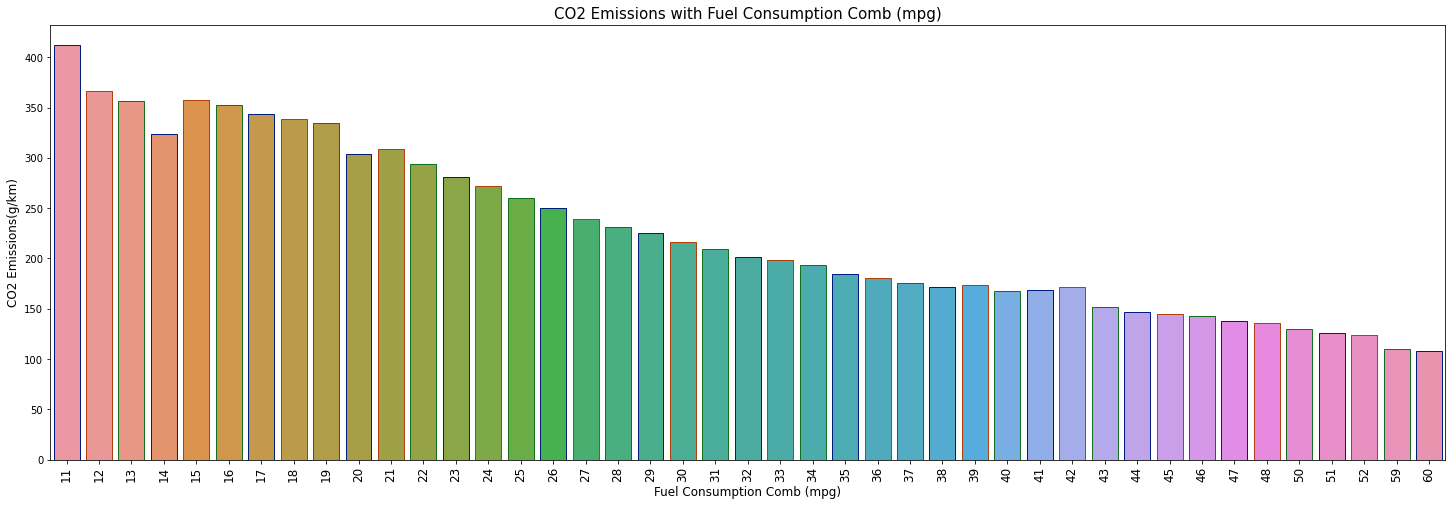 CO2 Emissions with Fuel Consumption Comb (mpg)
CO2 Emissions(g/km)
400
350
300
250
200
150
100
50
0
11 12 13 14 15 16 17 18 19 20 21 22 23 24 25 26 27 28 29 30 31 32 33 34 35 36 37 38 39 40 41 42 43 44 45 46 47 48 50 51 52 59 60
Fuel Consumption Comb (mpg)